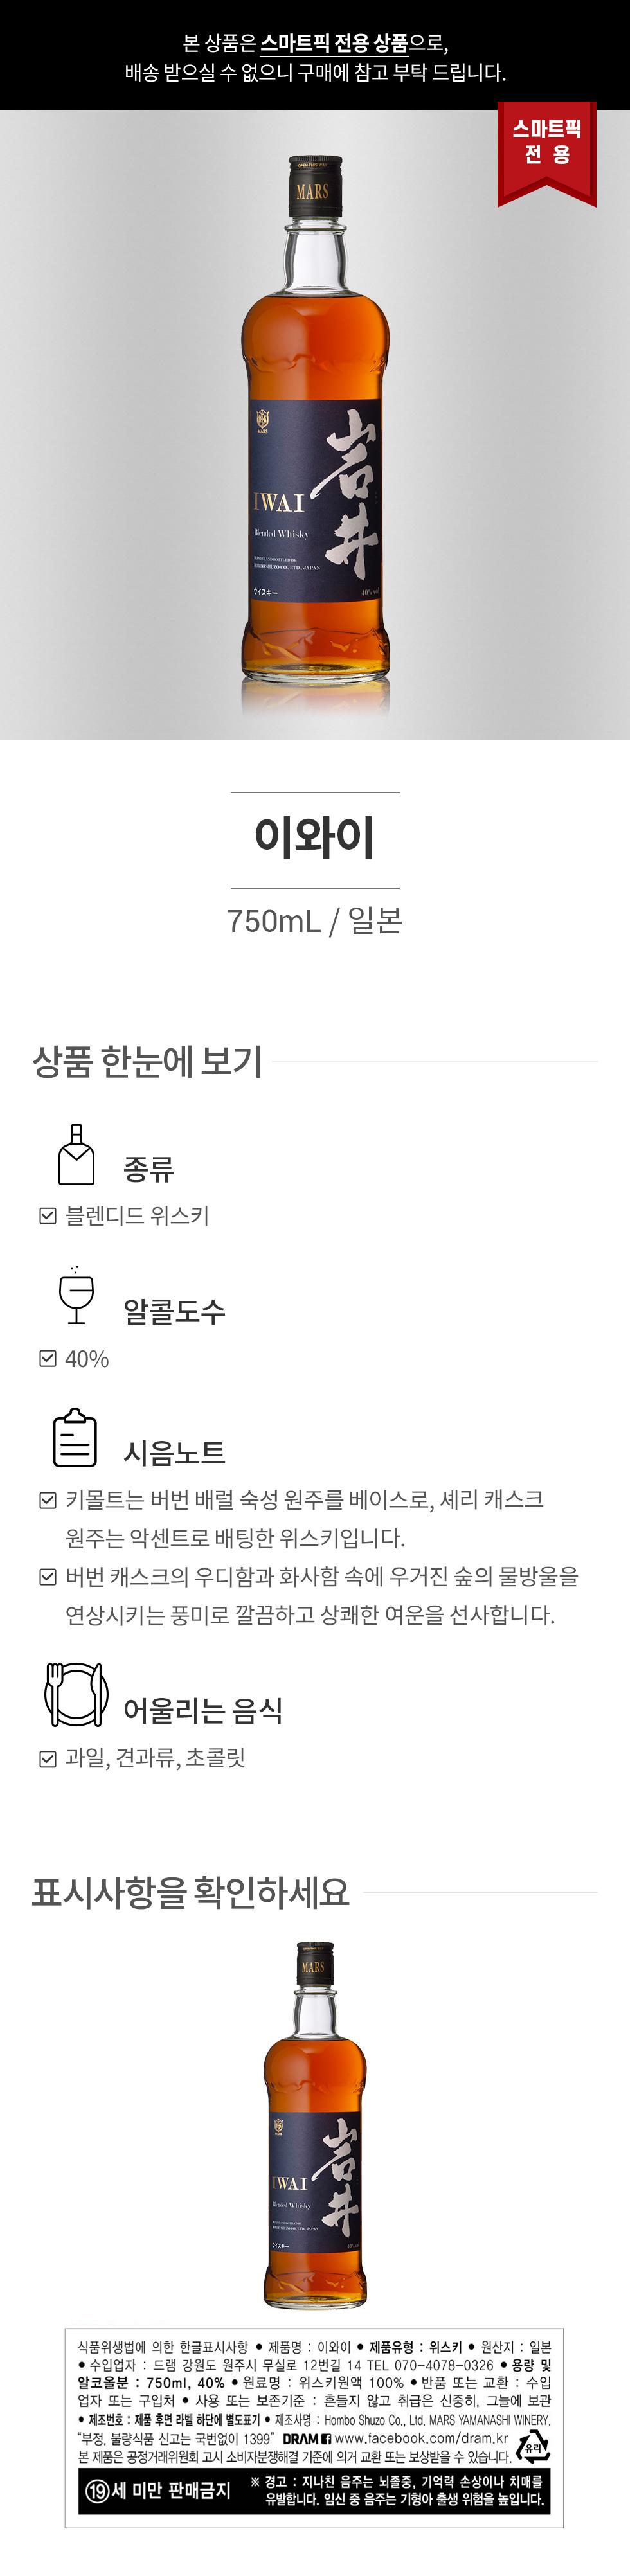 본 상품은 스마트픽 전용 상품으로,
배송 받으실 수 없으니 구매에 참고 부탁 드립니다.
스마트픽
전 용
MARS
MARS
岩井
IWAI
Blended Whisky
BLENDED AND BOTTLED BY
HOMBO SHUZO CO., LTD., JAPAN
ウイスキー
40% vol
이와이
750mL / 일본
상품 한눈에 보기
종류
블렌디드 위스키
알콜도수
40%
시음노트
키몰트는 버번 배럴 숙성 원주를 베이스로, 셰리 캐스크
원주는 악센트로 배팅한 위스키입니다.
버번 캐스크의 우디함과 화사함 속에 우거진 숲의 물방울을
연상시키는 풍미로 깔끔하고 상쾌한 여운을 선사합니다.
어울리는 음식
과일, 견과류, 초콜릿
표시사항을 확인하세요
MARS
岩井
IWAI
Blended Whisky
ウイスキー
식품위생법에 의한 한글표시사항 ● 제품명 : 이와이 ● 제품유형 : 위스키 ● 원산지 : 일본
● 수입업자 : 드램 강원도 원주시 무실로 12번길 14 TEL 070-4078-0326 ● 용량 및
알코올분 : 750ml, 40% ● 원료명 : 위스키원액 100% ● 반품 또는 교환 : 수입
업자 또는 구입처 ● 사용 또는 보존기준 : 흔들지 않고 취급은 신중히, 그늘에 보관
● 제조번호 : 제품 후면 라벨 하단에 별도표기 ● 제조사명 : Hombo Shuzo Co., Ltd, MARS YAMANASHI WINERY.
"부정, 불량식품 신고는 국번없이 1399" DRAM f www.facebook.com/dram.kr
본 제품은 공정거래위원회 고시 소비자분쟁해결 기준에 의거 교환 또는 보상받을 수 있습니다.
유리
19세 미만 판매금지
※ 경고 : 지나친 음주는 뇌졸중, 기억력 손상이나 치매를
유발합니다. 임신 중 음주는 기형아 출생 위험을 높입니다.